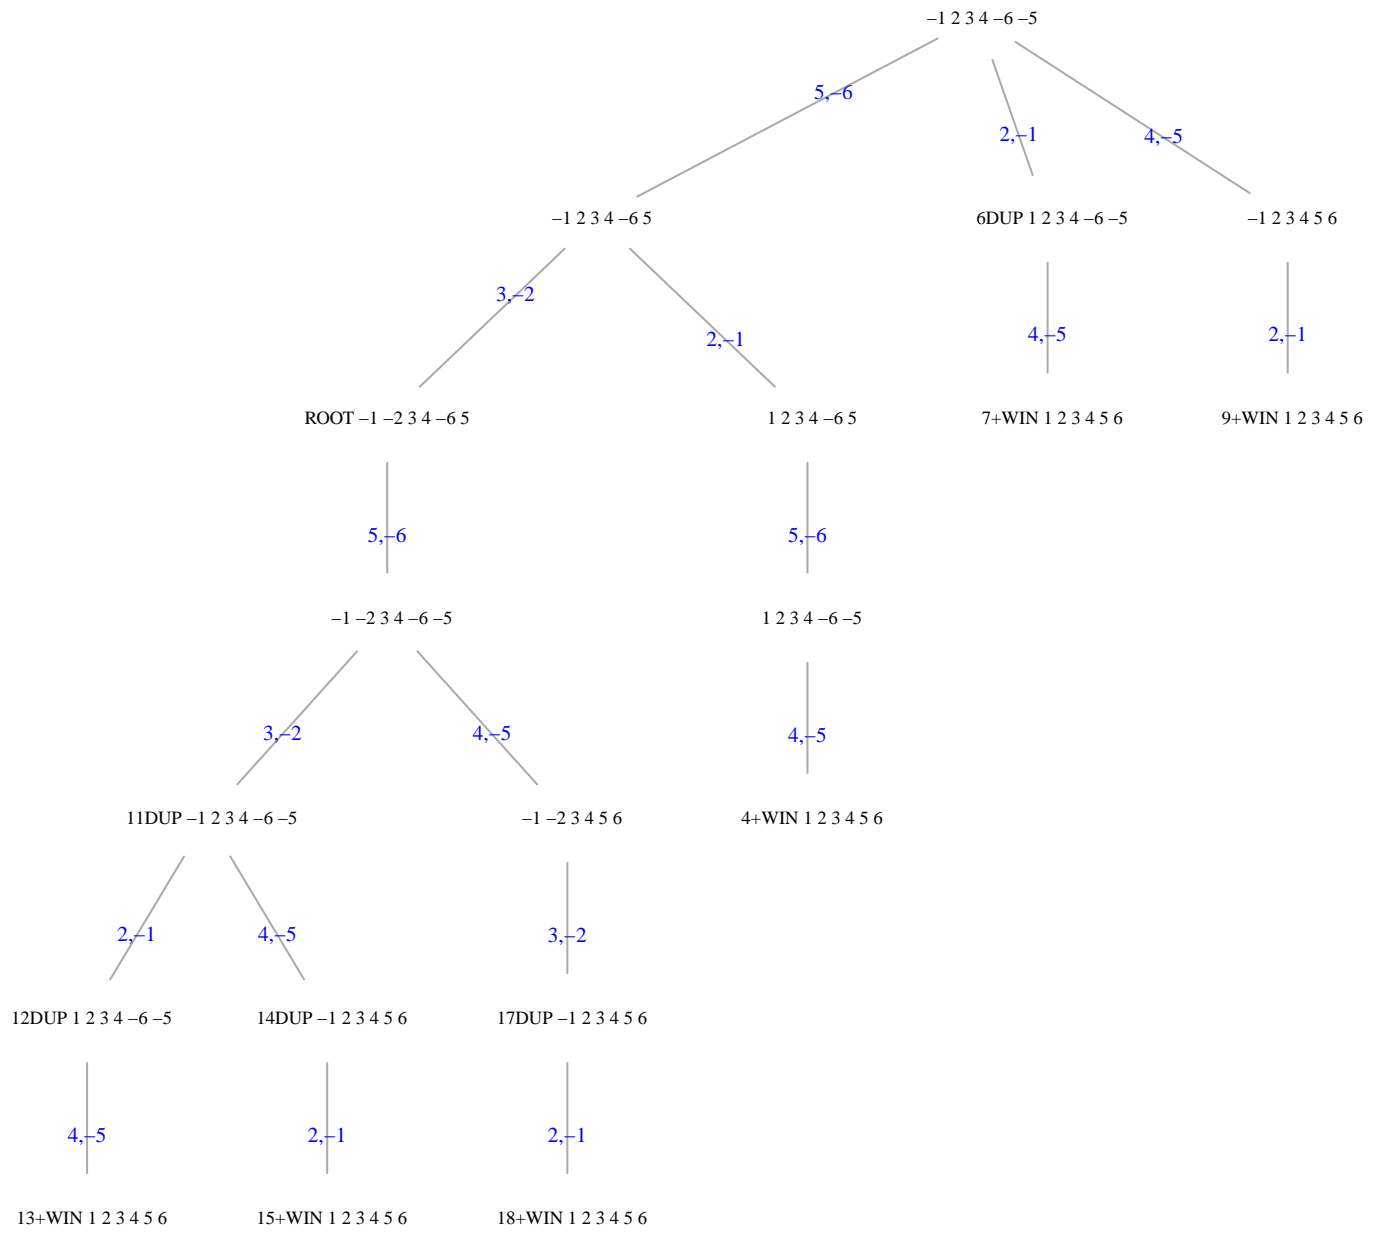 –1 2 3 4 –6 –5
5,–6
2,–1
4,–5
–1 2 3 4 –6 5
6DUP 1 2 3 4 –6 –5
–1 2 3 4 5 6
3,–2
2,–1
4,–5
2,–1
ROOT –1 –2 3 4 –6 5
1 2 3 4 –6 5
7+WIN 1 2 3 4 5 6
9+WIN 1 2 3 4 5 6
5,–6
5,–6
–1 –2 3 4 –6 –5
1 2 3 4 –6 –5
3,–2
4,–5
4,–5
11DUP –1 2 3 4 –6 –5
–1 –2 3 4 5 6
4+WIN 1 2 3 4 5 6
2,–1
4,–5
3,–2
12DUP 1 2 3 4 –6 –5
14DUP –1 2 3 4 5 6
17DUP –1 2 3 4 5 6
4,–5
2,–1
2,–1
13+WIN 1 2 3 4 5 6
15+WIN 1 2 3 4 5 6
18+WIN 1 2 3 4 5 6